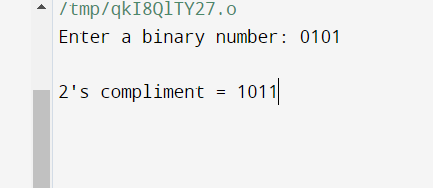 /tmp/qkI8QlTY27.o
Enter a binary number: 0101
2's compliment = 1011